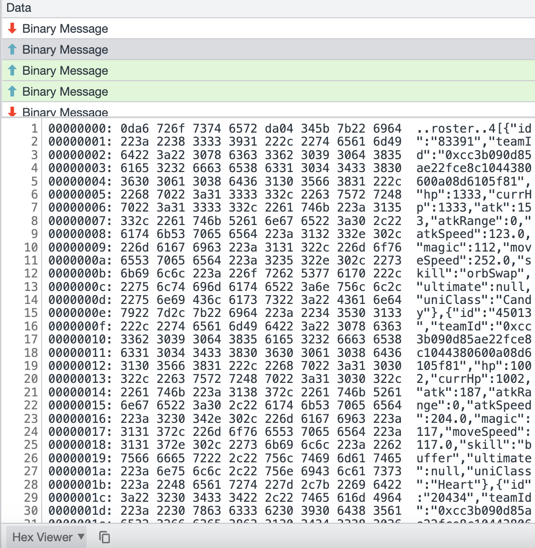 Data
Binary Message
Binary Message
Binary Message
Binary Message
Binary Message
1 00000000: 0da6 726f 7374 6572 da04 345b 7b22 6964 ..roster..4[{"id
2 00000001: 223a 2238 3333 3931 222c 2274 6561 6d49 ":"83391","teamI
3 00000002: 6422 3a22 3078 6363 3362 3039 3064 3835 d":"0xcc3b090d85
4 00000003: 6165 3232 6663 6538 6331 3034 3433 3830 ae22fce8c1044380
5 00000004: 3630 3061 3038 6436 3130 3566 3831 222c 600a08d6105f81",
6 00000005: 2268 7022 3a31 3333 332c 2263 7572 7248 "hp":1333,"currH
7 00000006: 7022 3a31 3333 332c 2261 746b 223a 3135 p":1333,"atk":15
8 00000007: 332c 2261 746b 5261 6e67 6522 3a30 2c22 3,"atkRange":0,"
9 00000008: 6174 6b53 7065 6564 223a 3132 332e 302c atkSpeed":123.0,
10 00000009: 226d 6167 6963 223a 3131 322c 226d 6f76 "magic":112,"mov
11 0000000a: 6553 7065 6564 223a 3235 322e 302c 2273 eSpeed":252.0,"s
12 0000000b: 6b69 6c6c 223a 226f 7262 5377 6170 222c kill":"orbSwap",
13 0000000c: 2275 6c74 696d 6174 6522 3a6e 756c 6c2c "ultimate":null,
14 0000000d: 2275 6e69 436c 6173 7322 3a22 4361 6e64 "uniClass":"Cand
15 0000000e: 7922 7d2c 7b22 6964 223a 2234 3530 3133 y"},{"id":"45013
16 0000000f: 222c 2274 6561 6d49 6422 3a22 3078 6363 ","teamId":"0xcc
17 00000010: 3362 3039 3064 3835 6165 3232 6663 6538 3b090d85ae22fce8
18 00000011: 6331 3034 3433 3830 3630 3061 3038 6436 c1044380600a08d6
19 00000012: 3130 3566 3831 222c 2268 7022 3a31 3030 105f81","hp":100
20 00000013: 322c 2263 7572 7248 7022 3a31 3030 322c 2,"currHp":1002,
21 00000014: 2261 746b 223a 3138 372c 2261 746b 5261 "atk":187,"atkRa
22 00000015: 6e67 6522 3a30 2c22 6174 6b53 7065 6564 nge":0,"atkSpeed
23 00000016: 223a 3230 342e 302c 226d 6167 6963 223a ":204.0,"magic":
24 00000017: 3131 372c 226d 6f76 6553 7065 6564 223a 117,"moveSpeed":
25 00000018: 3131 372e 302c 2273 6b69 6c6c 223a 2262 117.0,"skill":"b
26 00000019: 7566 6665 7222 2c22 756c 7469 6d61 7465 uffer","ultimate
27 0000001a: 223a 6e75 6c6c 2c22 756e 6943 6c61 7373 ":null,"uniClass
28 0000001b: 223a 2248 6561 7274 227d 2c7b 2269 6422 ":"Heart"},{"id"
29 0000001c: 3a22 3230 3433 3422 2c22 7465 616d 4964 :"20434","teamId
30 0000001d: 223a 2230 7863 6333 6230 3930 6438 3561 ":"0xcc3b090d85a
Hex Viewer